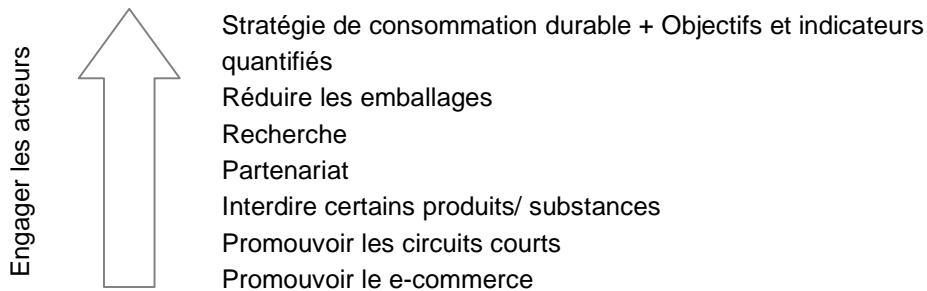 Engager les acteurs
Stratégie de consommation durable + Objectifs et indicateurs
quantifiés
Réduire les emballages
Recherche
Partenariat
Interdire certains produits/ substances
Promouvoir les circuits courts
Promouvoir le e-commerce